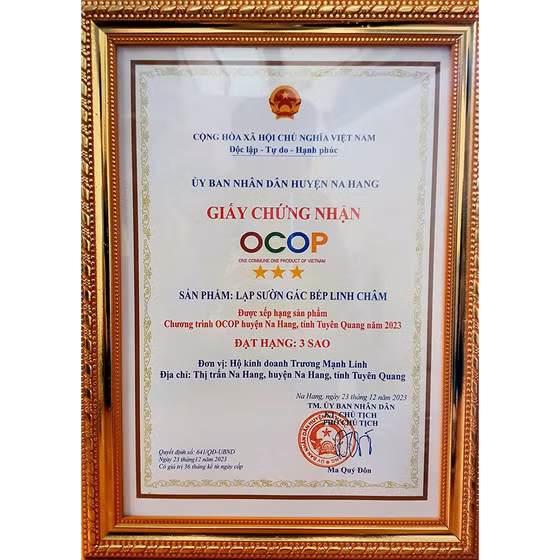 CỘNG HÒA XÃ HỘI CHỦ NGHĨA VIỆT NAM
Độc lập - Tự do - Hạnh phúc
ỦY BAN NHÂN DÂN HUYỆN NA HANG
GIẤY CHỨNG NHẬN
OCOP
ONE COMMUNE ONE PRODUCT OF VIETNAM
SẢN PHẨM: LẠP SƯỜN GÁC BẾP LINH CHÂM
Được xếp hạng sản phẩm
Chương trình OCOP huyện Na Hang, tỉnh Tuyên Quang năm 2023
ĐẠT HẠNG: 3 SAO
Đơn vị: Hộ kinh doanh Trương Mạnh Linh
Địa chỉ: Thị trấn Na Hang, huyện Na Hang, tỉnh Tuyên Quang
Na Hang, ngày 23 tháng 12 năm 2023
TM. ỦY BAN NHÂN DÂN
KT. CHỦ TỊCH
PHÓ CHỦ TỊCH
Quyết định số: 641/QĐ-UBND
Ngày 23 tháng 12 năm 2023
Có giá trị 36 tháng kể từ ngày cấp
Ma Quý Đôn